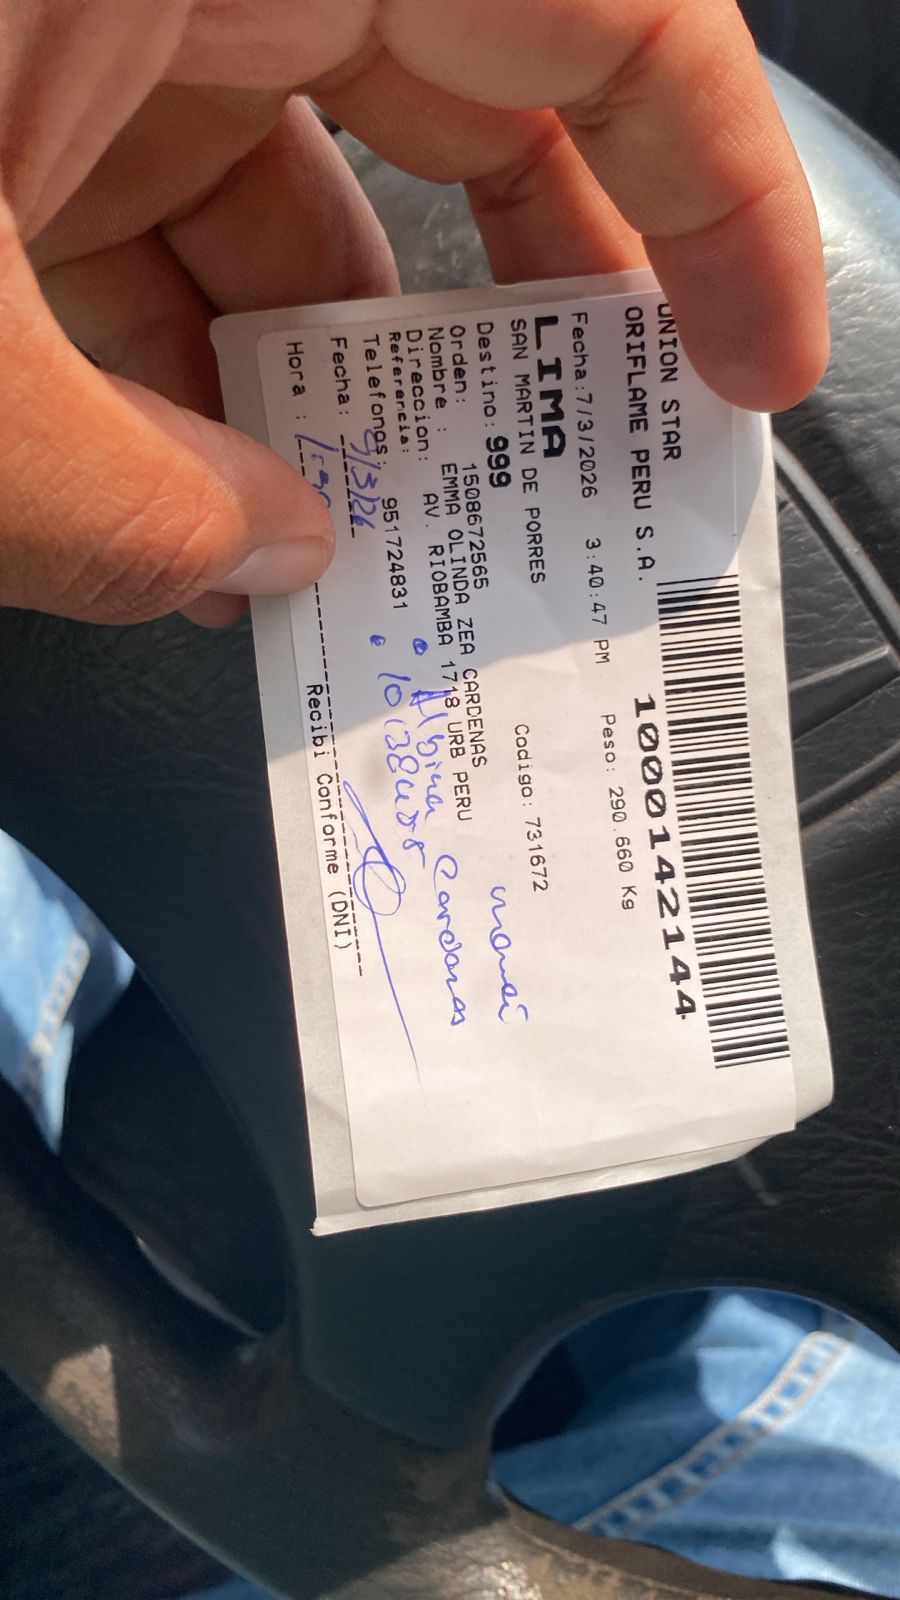 UNION STAR
ORIFLAME PERU S.A.
1000142144
Fecha:7/3/2026 3:40:47 PM Peso: 290.660 Kg
LIMA
SAN MARTIN DE PORRES Codigo: 731672
Destino: 999
Orden: 1508672565
Nombre : EMMA OLINDA ZEA CARDENAS
Direccion: AV. RIOBAMBA 1718 URB PERU
Referencia:
Telefonos: 951724831
Albina Cardenas
Fecha: 9/3/26
Hora :
Recibi Conforme (DNI)